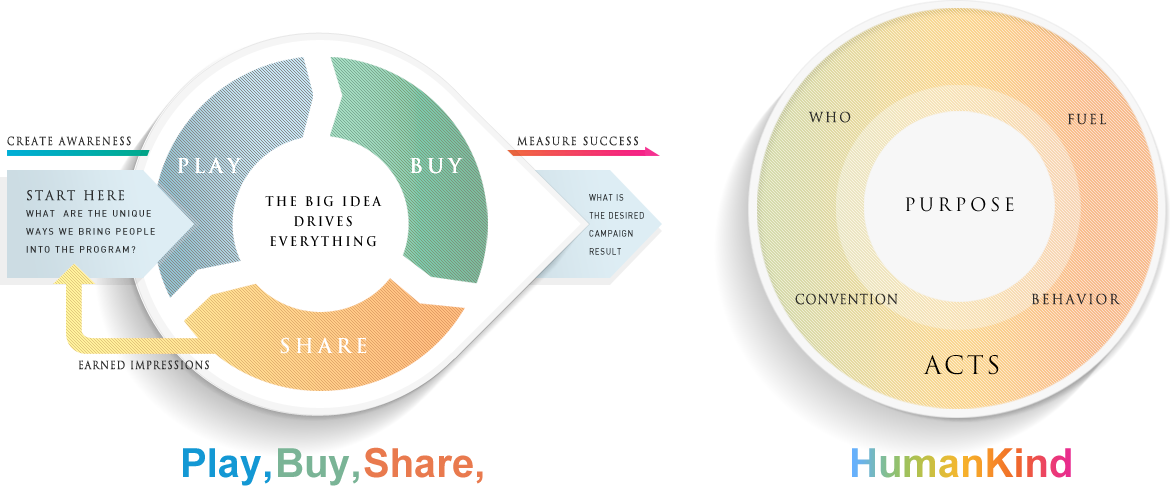 CREATE AWARENESS
START HERE
WHAT ARE THE UNIQUE
WAYS WE BRING PEOPLE
INTO THE PROGRAM?
EARNED IMPRESSIONS
PLAY
BUY
SHARE
THE BIG IDEA
DRIVES
EVERYTHING
MEASURE SUCCESS
WHAT IS
THE DESIRED
CAMPAIGN
RESULT
Play, Buy, Share,
WHO
FUEL
PURPOSE
CONVENTION
BEHAVIOR
ACTS
HumanKind